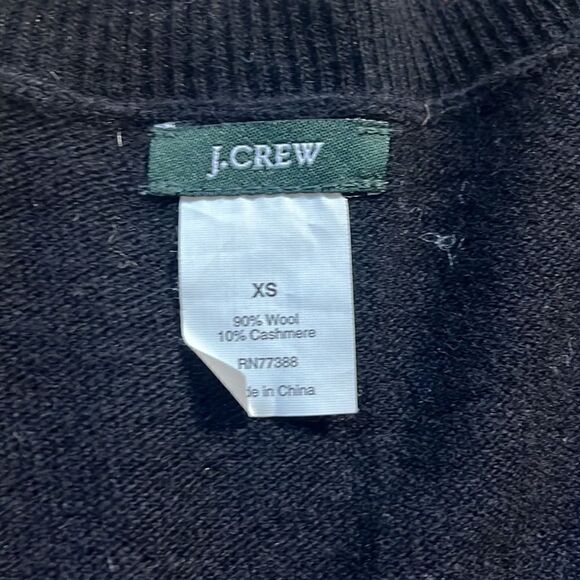 J.CREW
XS
90% Wool
10% Cashmere
RN77388
de in China